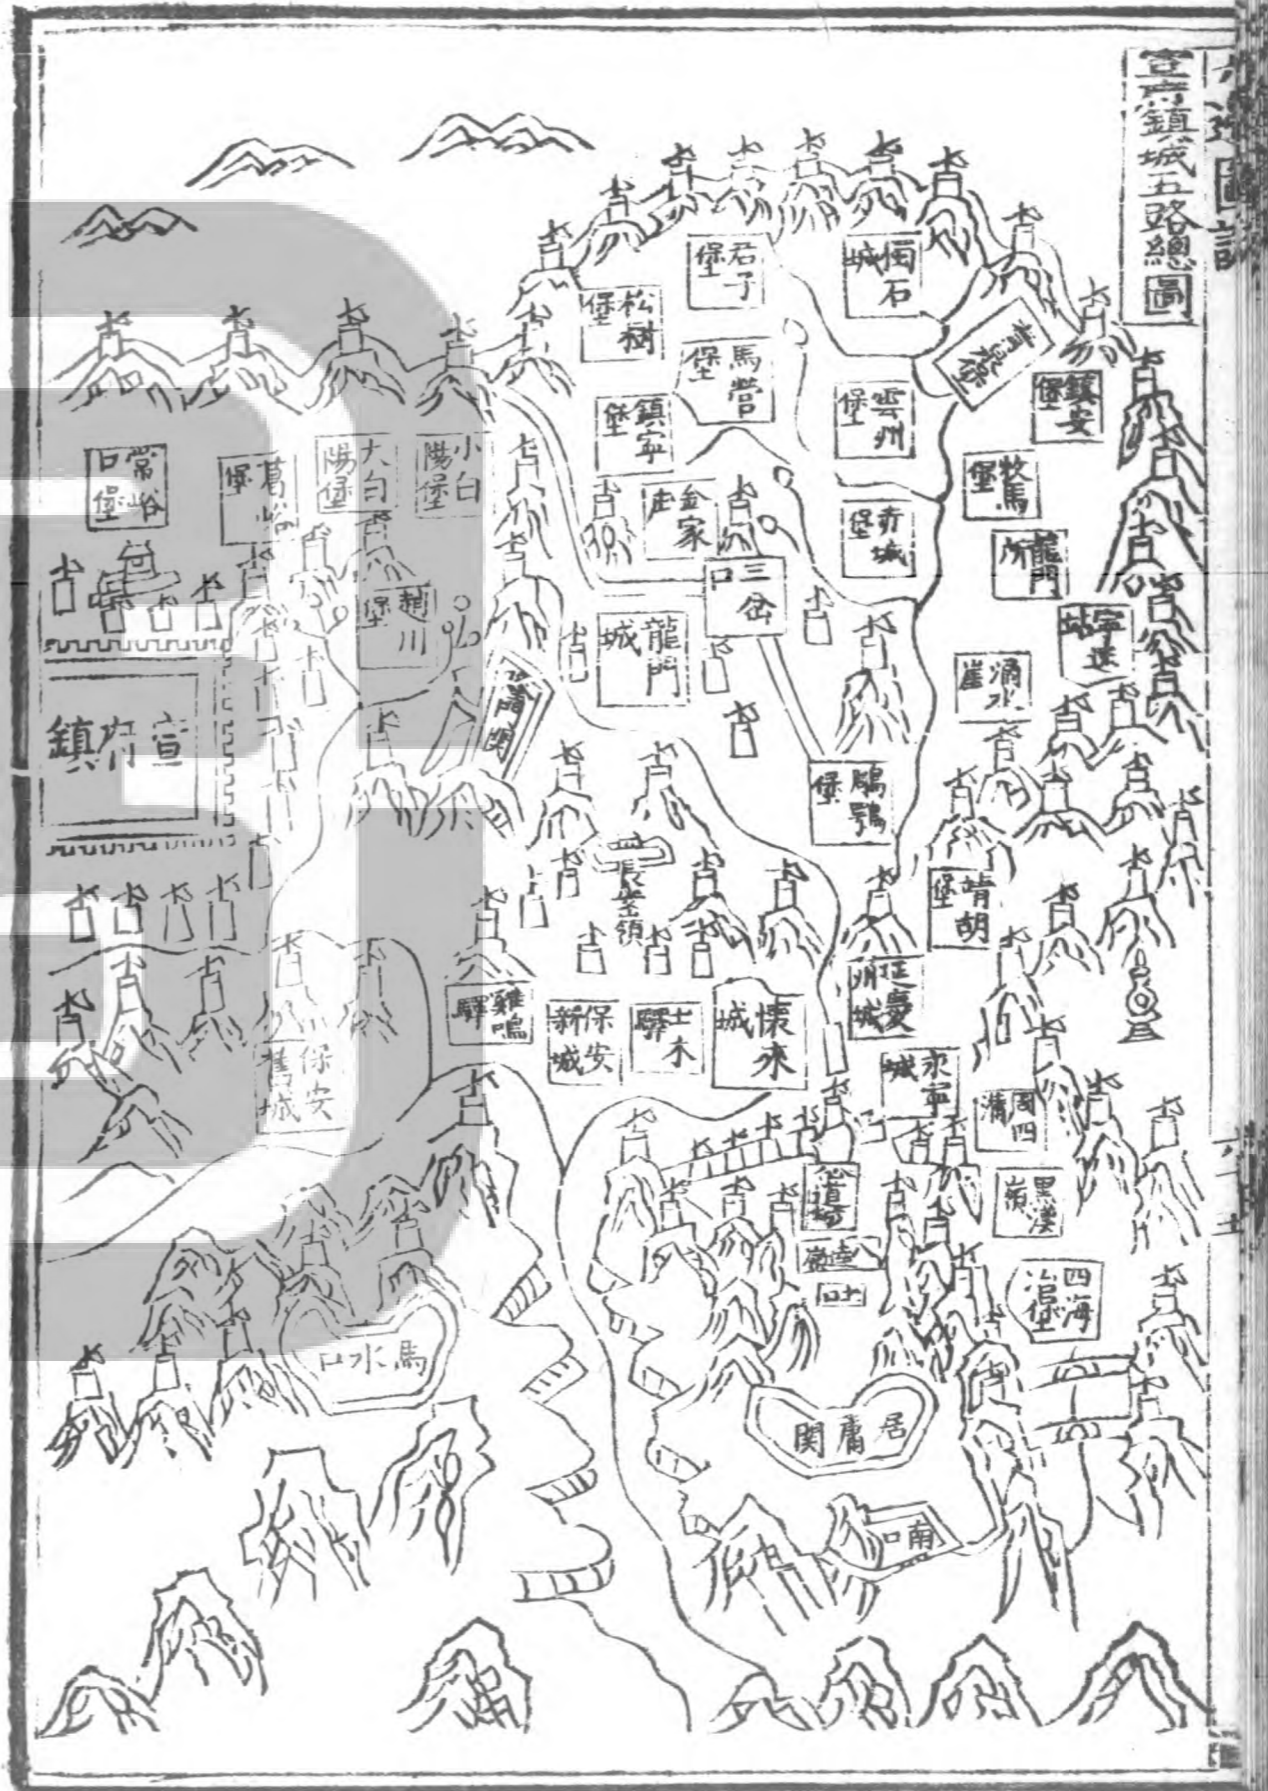 宣府鎮城五路總圖
獨石城
君子堡
松樹堡
馬營堡
鎮安堡
雲州堡
鎮寧堡
牧馬堡
小白陽堡
大白陽堡
葛峪堡
常峪口堡
金家庄
赤城堡
龍門所
三岔口
寧遠站
趙川堡
龍門城
滴水崖
宣府鎮
鵰鶚堡
長安嶺
靖胡堡
延慶州城
懷來城
土木驛
保安新城
雞鳴驛
保安舊城
永寧城
周四溝
黑漢嶺
四海冶堡
馬水口
居庸関
南口